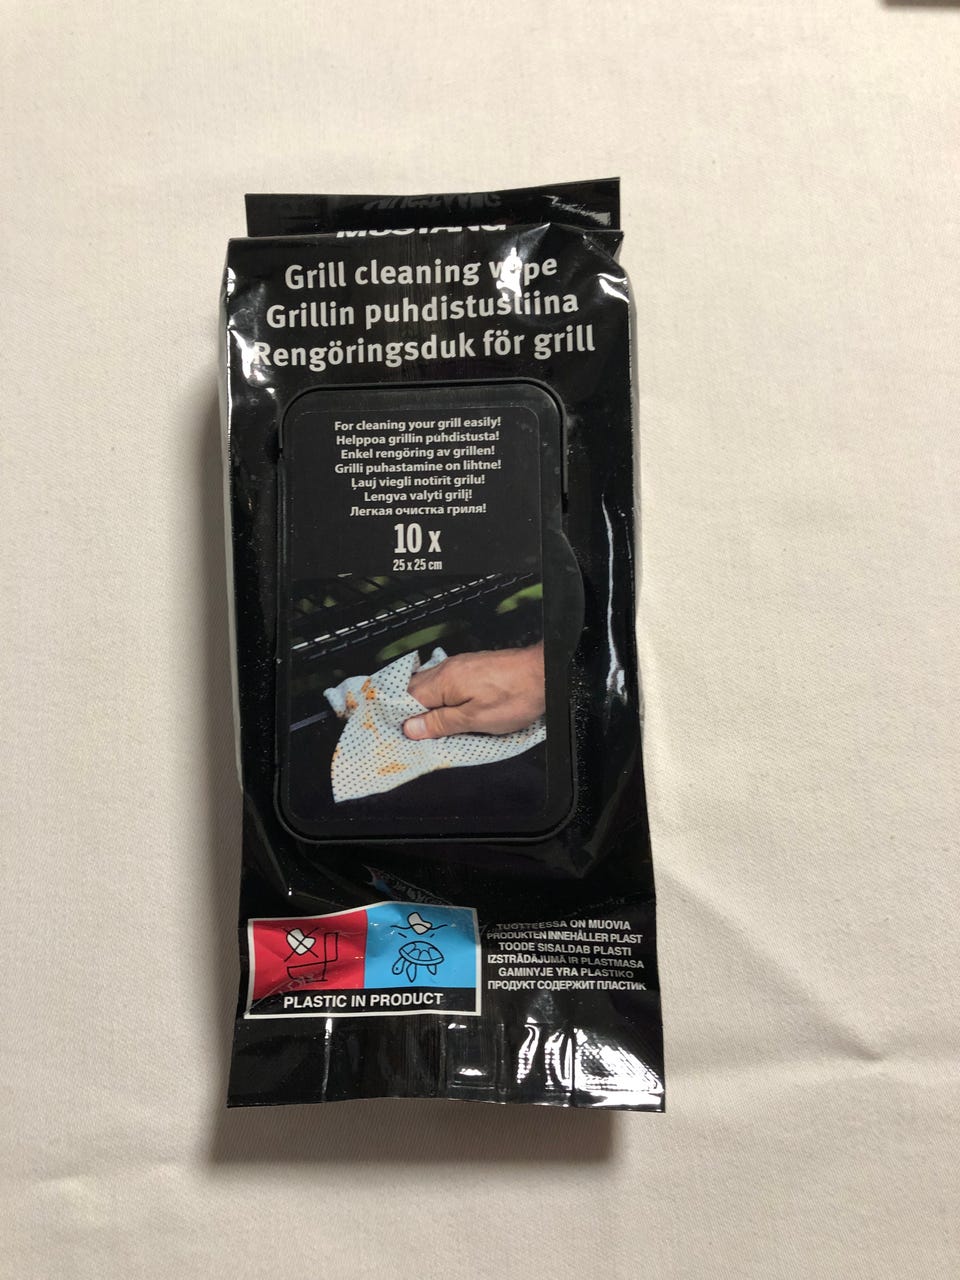 MUSTANG
Grill cleaning wipe
Grillin puhdistusliina
Rengöringsduk för grill
For cleaning your grill easily!
Helppoa grillin puhdistusta!
Enkel rengöring av grillen!
Grilli puhastamine on lihtne!
Ļauj viegli notīrīt grilu!
Lengva valyti grilį!
Легкая очистка гриля!
10 x
25 x 25 cm
TUOTTEESSA ON MUOVIA
PRODUKTEN INNEHÅLLER PLAST
TOODE SISALDAB PLASTI
IZSTRĀDĀJUMĀ IR PLASTMASA
GAMINYJE YRA PLASTIKO
ПРОДУКТ СОДЕРЖИТ ПЛАСТИК
PLASTIC IN PRODUCT